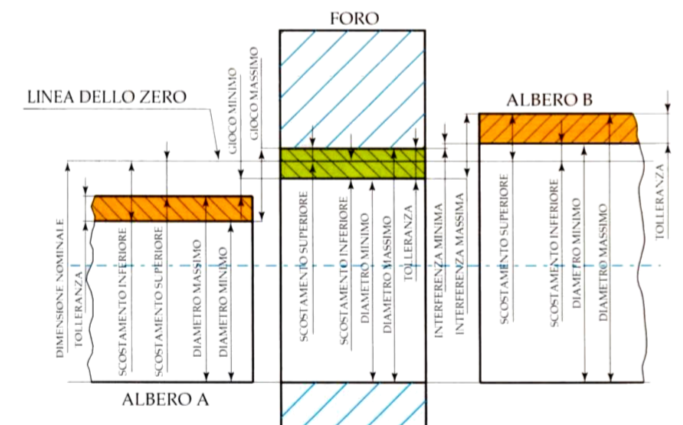 FORO
LINEA DELLO ZERO
GIOCO MINIMO
GIOCO MASSIMO
ALBERO B
DIMENSIONE NOMINALE
TOLLERANZA
SCOSTAMENTO INFERIORE
SCOSTAMENTO SUPERIORE
DIAMETRO MASSIMO
DIAMETRO MINIMO
SCOSTAMENTO SUPERIORE
SCOSTAMENTO INFERIORE
DIAMETRO MINIMO
DIAMETRO MASSIMO
TOLLERANZA
INTERFERENZA MINIMA
INTERFERENZA MASSIMA
SCOSTAMENTO SUPERIORE
SCOSTAMENTO INFERIORE
DIAMETRO MINIMO
DIAMETRO MASSIMO
TOLLERANZA
ALBERO A